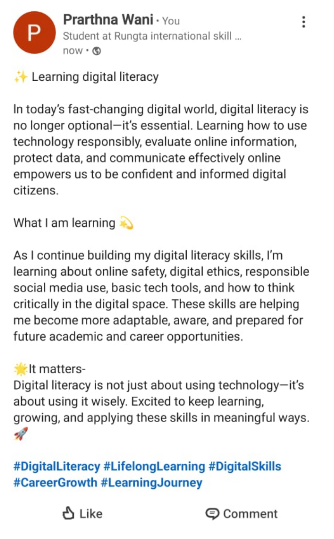 P
Prarthna Wani • You
Student at Rungta international skill ...
now •
✨ Learning digital literacy
In today's fast-changing digital world, digital literacy is
no longer optional—it's essential. Learning how to use
technology responsibly, evaluate online information,
protect data, and communicate effectively online
empowers us to be confident and informed digital
citizens.
What I am learning 💫
As I continue building my digital literacy skills, I'm
learning about online safety, digital ethics, responsible
social media use, basic tech tools, and how to think
critically in the digital space. These skills are helping
me become more adaptable, aware, and prepared for
future academic and career opportunities.
🌟It matters-
Digital literacy is not just about using technology—it's
about using it wisely. Excited to keep learning,
growing, and applying these skills in meaningful ways.
🚀
#DigitalLiteracy #LifelongLearning #DigitalSkills
#CareerGrowth #LearningJourney
Like Comment